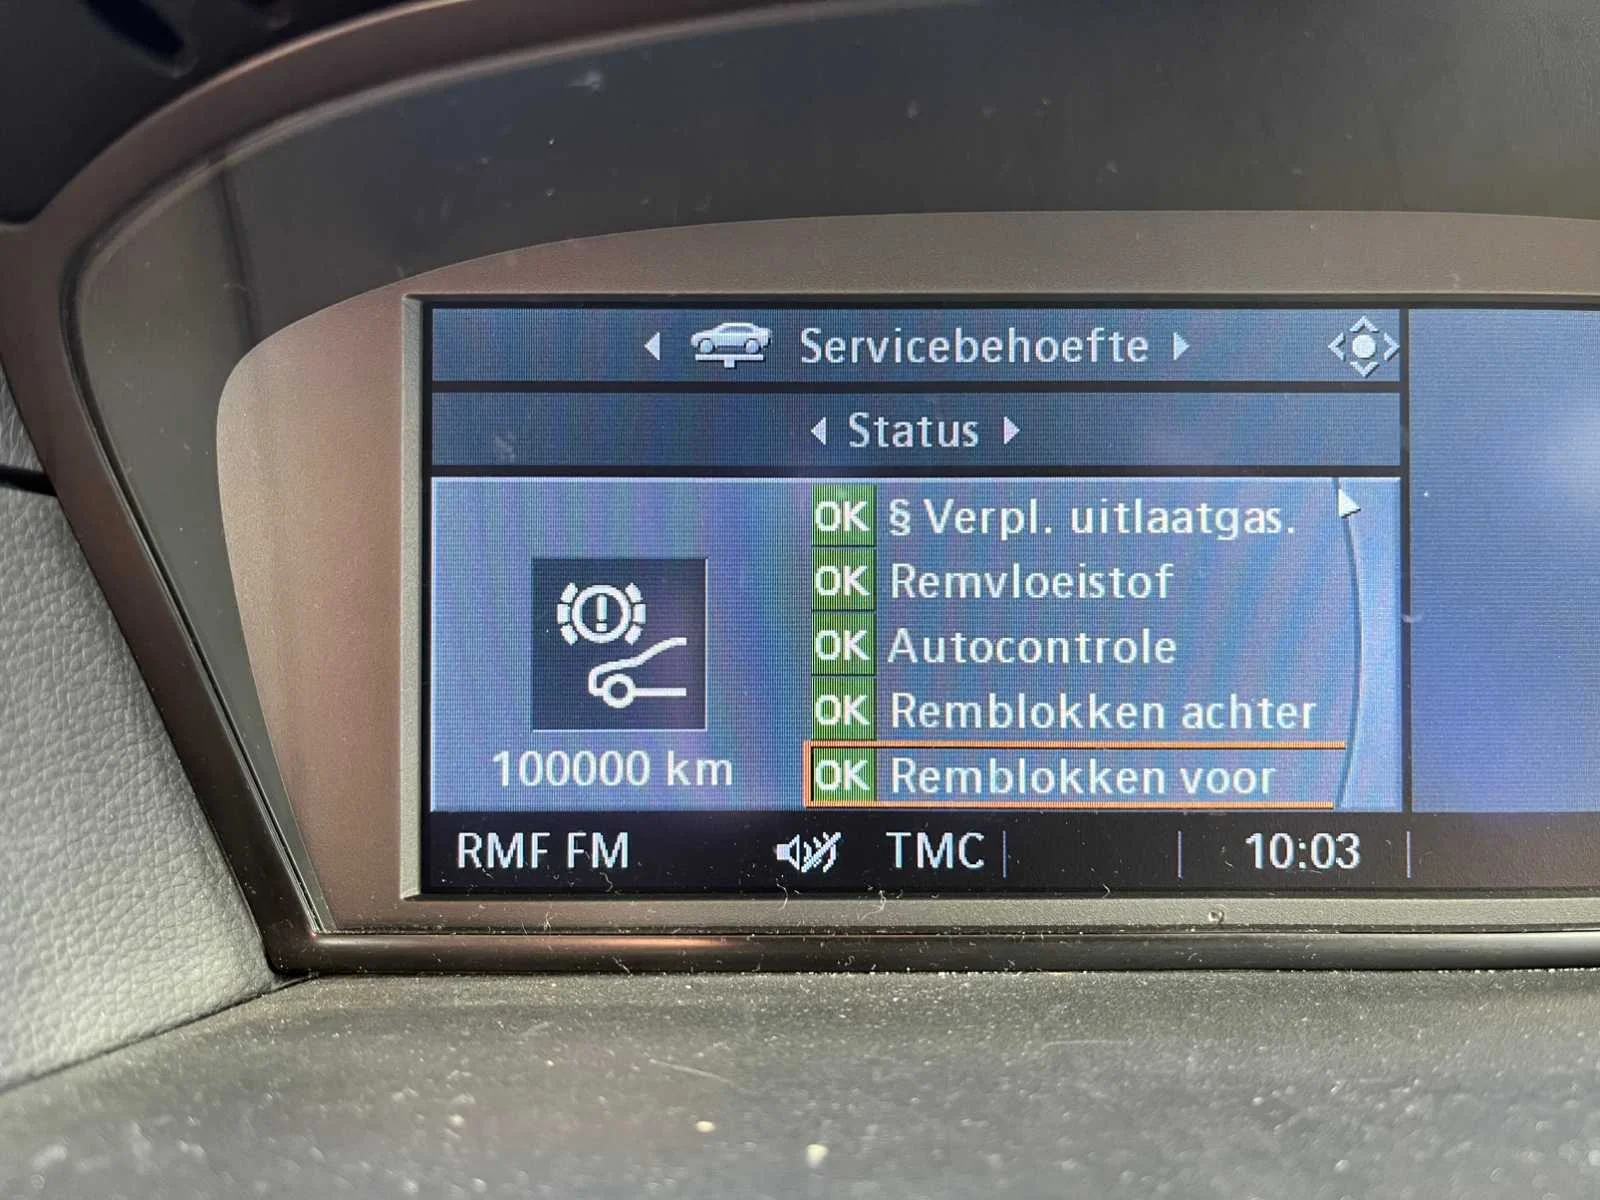 Servicebehoefte
Status
OK § Verpl. uitlaatgas.
OK Remvloeistof
OK Autocontrole
OK Remblokken achter
OK Remblokken voor
100000 km
RMF FM TMC 10:03